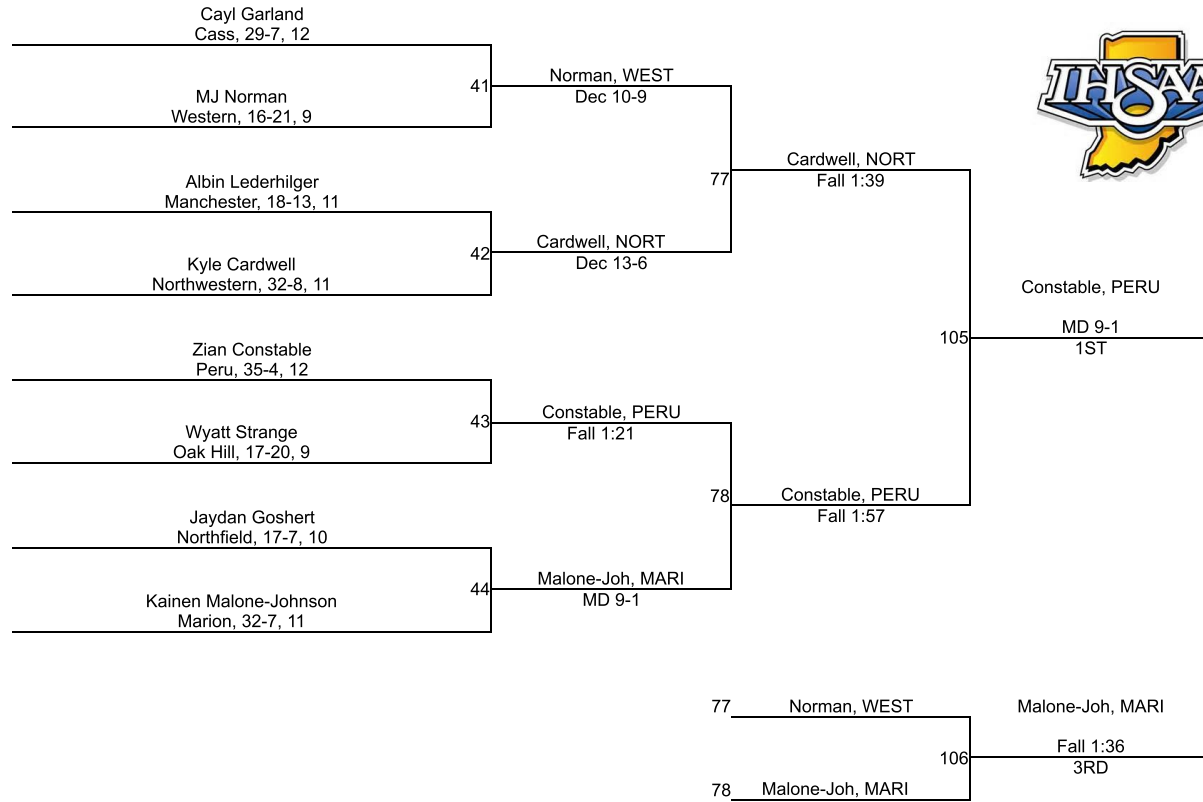 Cayl Garland
Cass, 29-7, 12
41
Norman, WEST
Dec 10-9
MJ Norman
Western, 16-21, 9
77
Cardwell, NORT
Fall 1:39
Albin Lederhilger
Manchester, 18-13, 11
42
Cardwell, NORT
Dec 13-6
Kyle Cardwell
Northwestern, 32-8, 11
105
Constable, PERU
MD 9-1
1ST
Zian Constable
Peru, 35-4, 12
43
Constable, PERU
Fall 1:21
Wyatt Strange
Oak Hill, 17-20, 9
78
Constable, PERU
Fall 1:57
Jaydan Goshert
Northfield, 17-7, 10
44
Malone-Joh, MARI
MD 9-1
Kainen Malone-Johnson
Marion, 32-7, 11
77
Norman, WEST
106
Malone-Joh, MARI
Fall 1:36
3RD
78
Malone-Joh, MARI
IHSAA